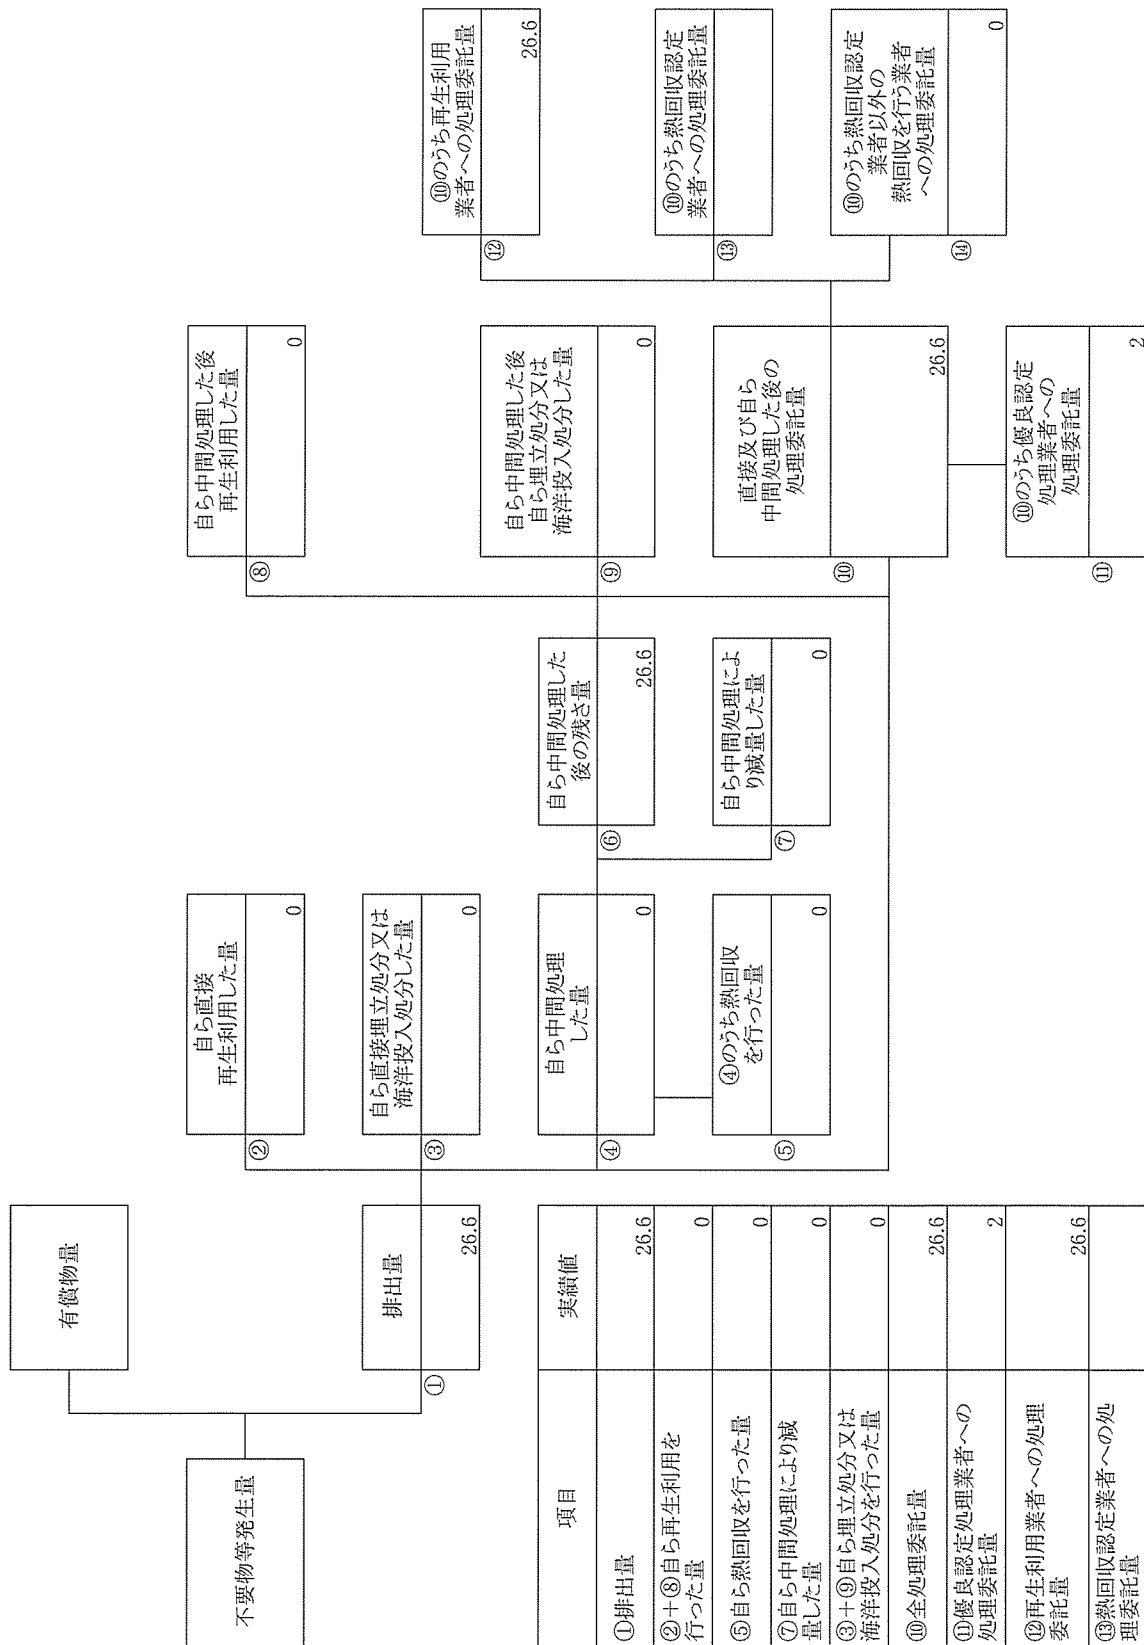 不要物等発生量
有償物量
①
排出量
26.6
②
自ら直接
再生利用した量
0
③
自ら直接埋立処分又は
海洋投入処分した量
0
④
自ら中間処理
した量
0
⑤
④のうち熱回収
を行った量
0
⑥
自ら中間処理した
後の残さ量
26.6
⑦
自ら中間処理によ
り減量した量
0
⑧
自ら中間処理した後
再生利用した量
0
⑨
自ら中間処理した後
自ら埋立処分又は
海洋投入処分した量
0
⑩
直接及び自ら
中間処理した後の
処理委託量
26.6
⑪
⑩のうち優良認定
処理業者への
処理委託量
2
⑫
⑩のうち再生利用
業者への処理委託量
26.6
⑬
⑩のうち熱回収認定
業者への処理委託量
⑭
⑩のうち熱回収認定
業者以外の
熱回収を行う業者
への処理委託量
0
項目 実績値
①排出量 26.6
②+⑧自ら再生利用を
行った量 0
⑤自ら熱回収を行った量 0
⑦自ら中間処理により減
量した量 0
③+⑨自ら埋立処分又は
海洋投入処分を行った量 0
⑩全処理委託量 26.6
⑪優良認定処理業者への
処理委託量 2
⑫再生利用業者への処理
委託量 26.6
⑬熱回収認定業者への処
理委託量